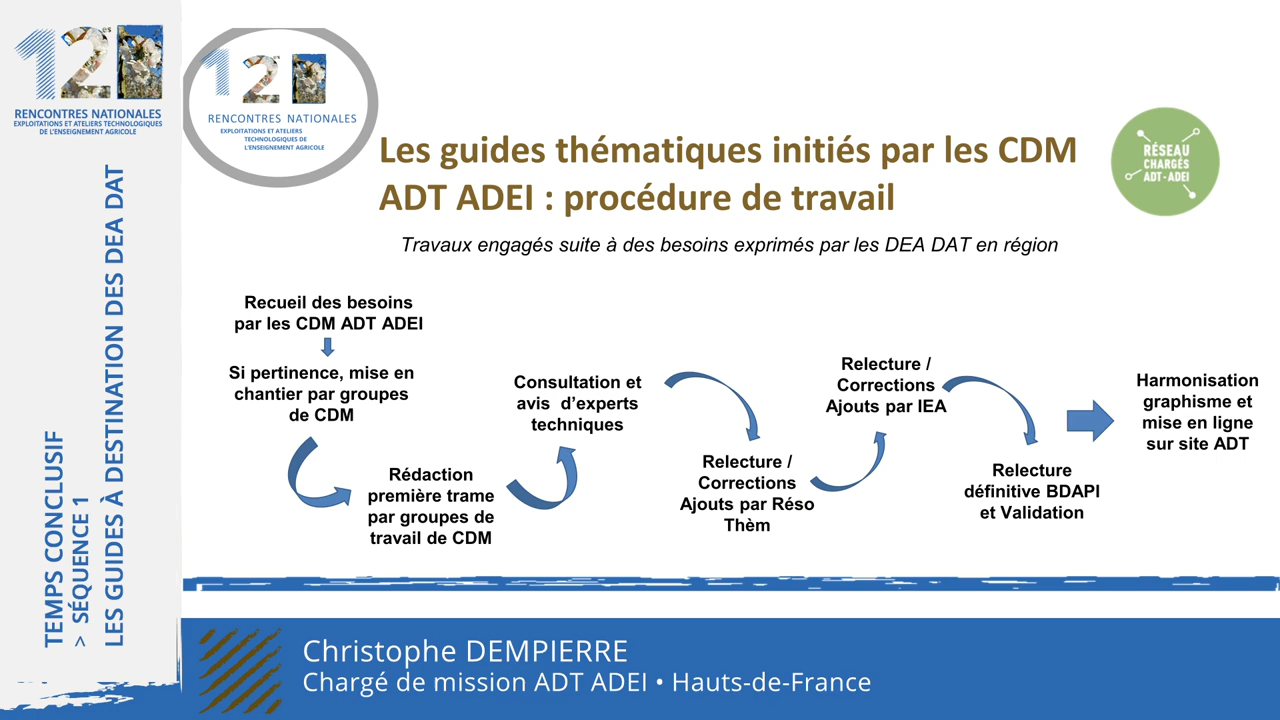 12es
RENCONTRES NATIONALES
EXPLOITATIONS ET ATELIERS TECHNOLOGIQUES
DE L'ENSEIGNEMENT AGRICOLE
TEMPS CONCLUSIF
> SÉQUENCE 1
LES GUIDES À DESTINATION DES DEA DAT
12es
RENCONTRES NATIONALES
EXPLOITATIONS ET ATELIERS
TECHNOLOGIQUES DE
L'ENSEIGNEMENT AGRICOLE
Les guides thématiques initiés par les CDM
ADT ADEI : procédure de travail
RÉSEAU
CHARGÉS
ADT-ADEI
Travaux engagés suite à des besoins exprimés par les DEA DAT en région
Recueil des besoins
par les CDM ADT ADEI
Si pertinence, mise en
chantier par groupes
de CDM
Rédaction
première trame
par groupes de
travail de CDM
Consultation et
avis d'experts
techniques
Relecture /
Corrections
Ajouts par Réso
Thèm
Relecture /
Corrections
Ajouts par IEA
Relecture
définitive BDAPI
et Validation
Harmonisation
graphisme et
mise en ligne
sur site ADT
Christophe DEMPIERRE
Chargé de mission ADT ADEI • Hauts-de-France